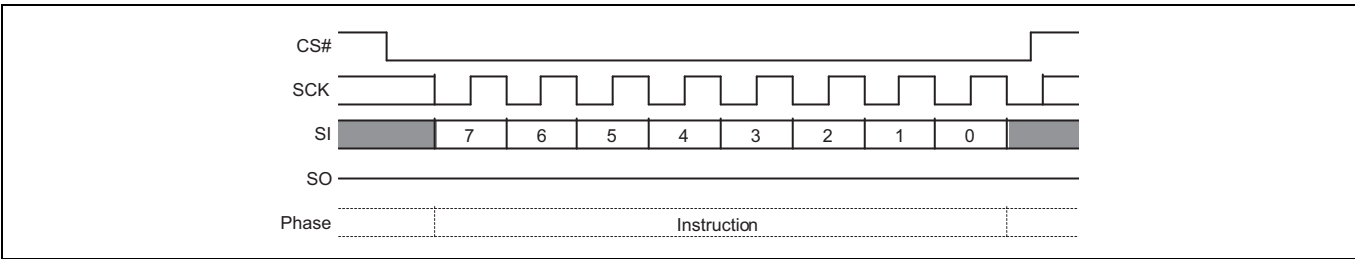 CS#
SCK
SI 7 6 5 4 3 2 1 0
SO
Phase Instruction